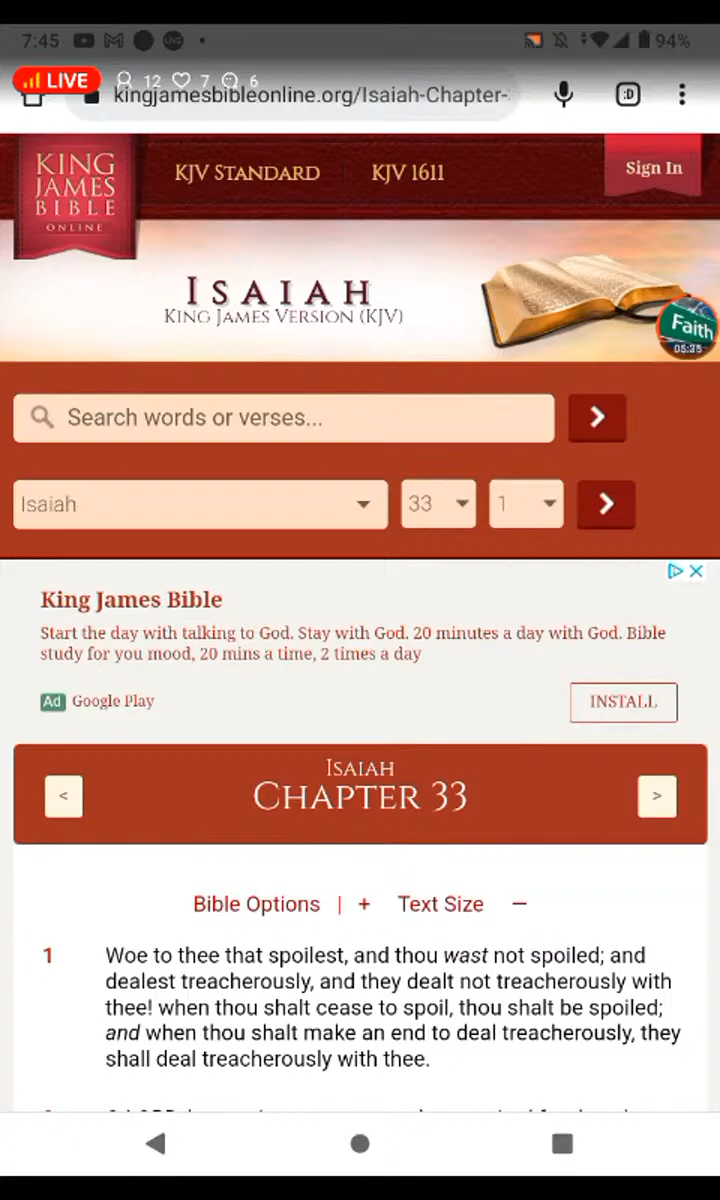 7:45
94%
LIVE 12 7 6
kingjamesbibleonline.org/Isaiah-Chapter-
:D
KING
JAMES
BIBLE
ONLINE
KJV STANDARD
KJV 1611
Sign In
ISAIAH
KING JAMES VERSION (KJV)
Faith
05:35
Search words or verses...
Isaiah 33 1
King James Bible
Start the day with talking to God. Stay with God. 20 minutes a day with God. Bible
study for you mood, 20 mins a time, 2 times a day
Ad Google Play
INSTALL
ISAIAH
< CHAPTER 33 >
Bible Options | + Text Size −
1 Woe to thee that spoilest, and thou wast not spoiled; and
dealest treacherously, and they dealt not treacherously with
thee! when thou shalt cease to spoil, thou shalt be spoiled;
and when thou shalt make an end to deal treacherously, they
shall deal treacherously with thee.